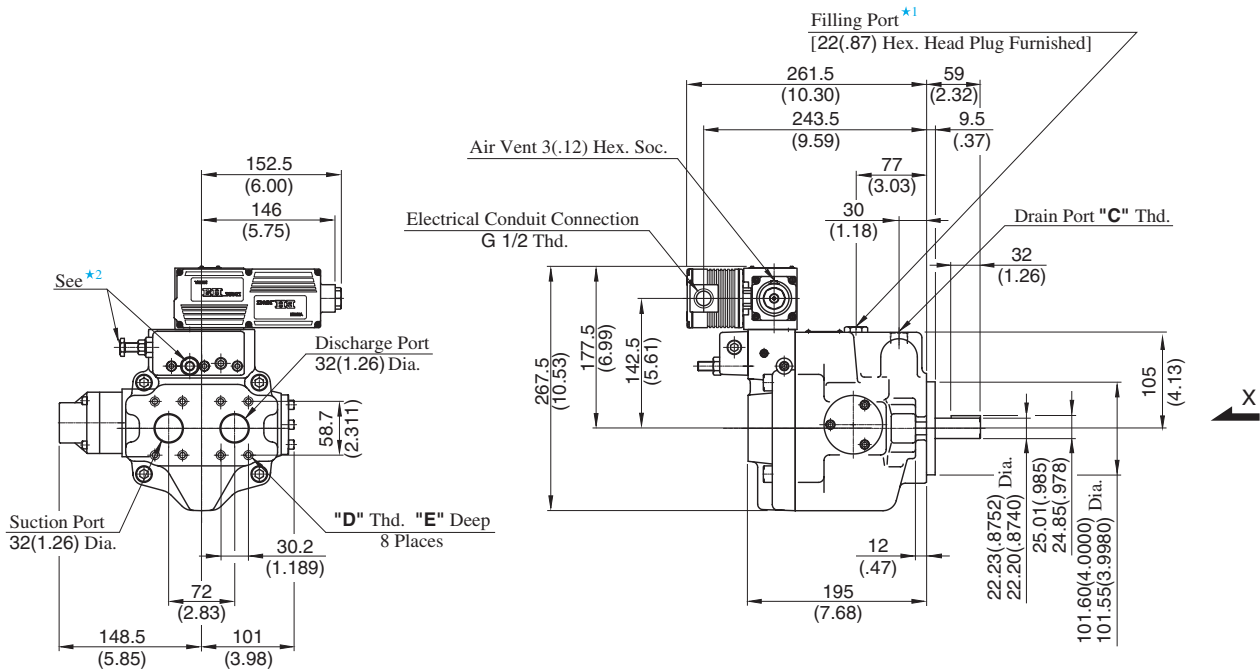 Filling Port★1
[22(.87) Hex. Head Plug Furnished]
261.5
(10.30)
59
(2.32)
243.5
(9.59)
9.5
(.37)
Air Vent 3(.12) Hex. Soc.
77
(3.03)
152.5
(6.00)
146
(5.75)
Electrical Conduit Connection
G 1/2 Thd.
30
(1.18)
Drain Port "C" Thd.
32
(1.26)
See ★2
Discharge Port
32(1.26) Dia.
267.5
(10.53)
177.5
(6.99)
142.5
(5.61)
105
(4.13)
X
58.7
(2.311)
Suction Port
32(1.26) Dia.
"D" Thd. "E" Deep
8 Places
30.2
(1.189)
72
(2.83)
148.5
(5.85)
101
(3.98)
12
(.47)
195
(7.68)
22.23(.8752)
22.20(.8740)
Dia.
25.01(.985)
24.85(.978)
101.60(4.0000)
101.55(3.9980)
Dia.